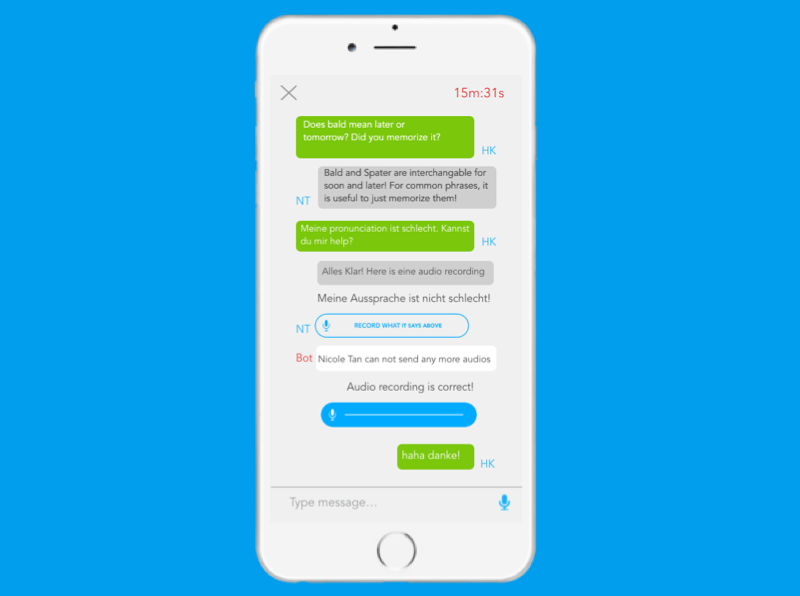 15m:31s
Does bald mean later or
tomorrow? Did you memorize it?
HK
Bald and Spater are interchangable for
soon and later! For common phrases, it
is useful to just memorize them!
NT
Meine pronunciation ist schlecht. Kannst
du mir help?
HK
Alles Klar! Here is eine audio recording
Meine Aussprache ist nicht schlecht!
NT
RECORD WHAT IT SAYS ABOVE
Bot
Nicole Tan can not send any more audios
Audio recording is correct!
haha danke!
HK
Type message...